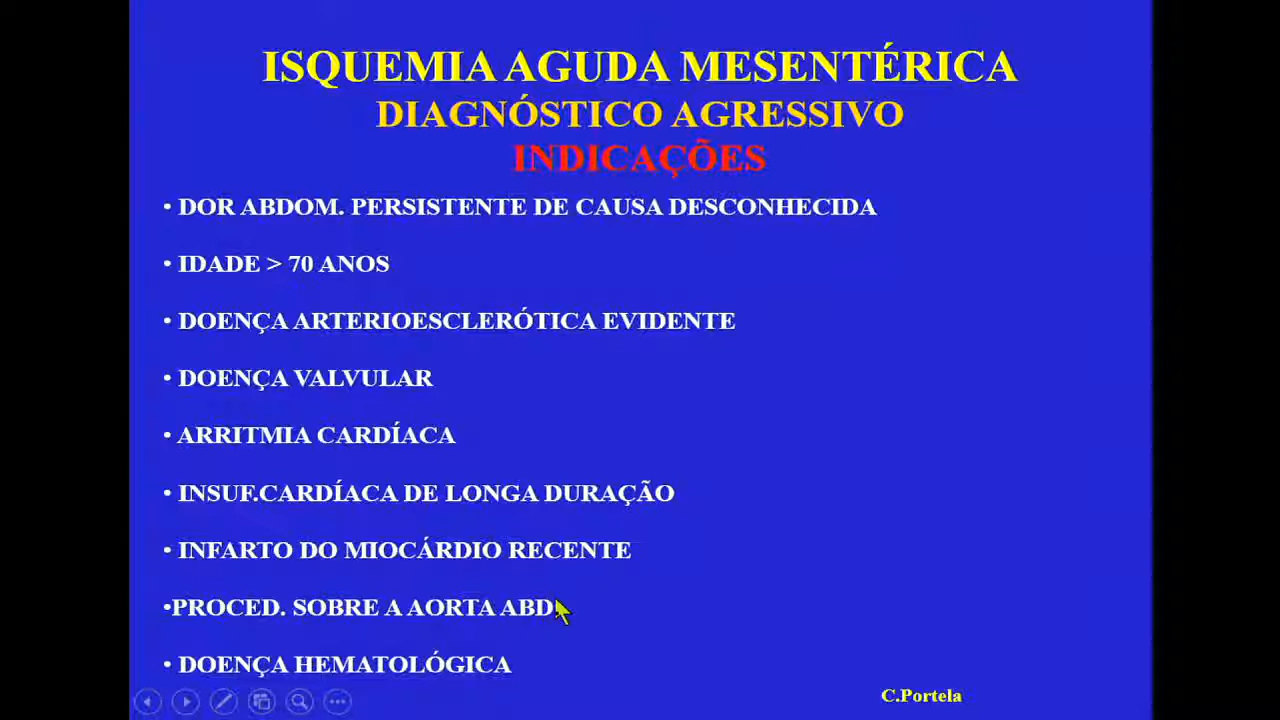 ISQUEMIA AGUDA MESENTÉRICA
DIAGNÓSTICO AGRESSIVO
INDICAÇÕES
• DOR ABDOM. PERSISTENTE DE CAUSA DESCONHECIDA
• IDADE > 70 ANOS
• DOENÇA ARTERIOESCLERÓTICA EVIDENTE
• DOENÇA VALVULAR
• ARRITMIA CARDÍACA
• INSUF.CARDÍACA DE LONGA DURAÇÃO
• INFARTO DO MIOCÁRDIO RECENTE
•PROCED. SOBRE A AORTA ABD
• DOENÇA HEMATOLÓGICA
C.Portela